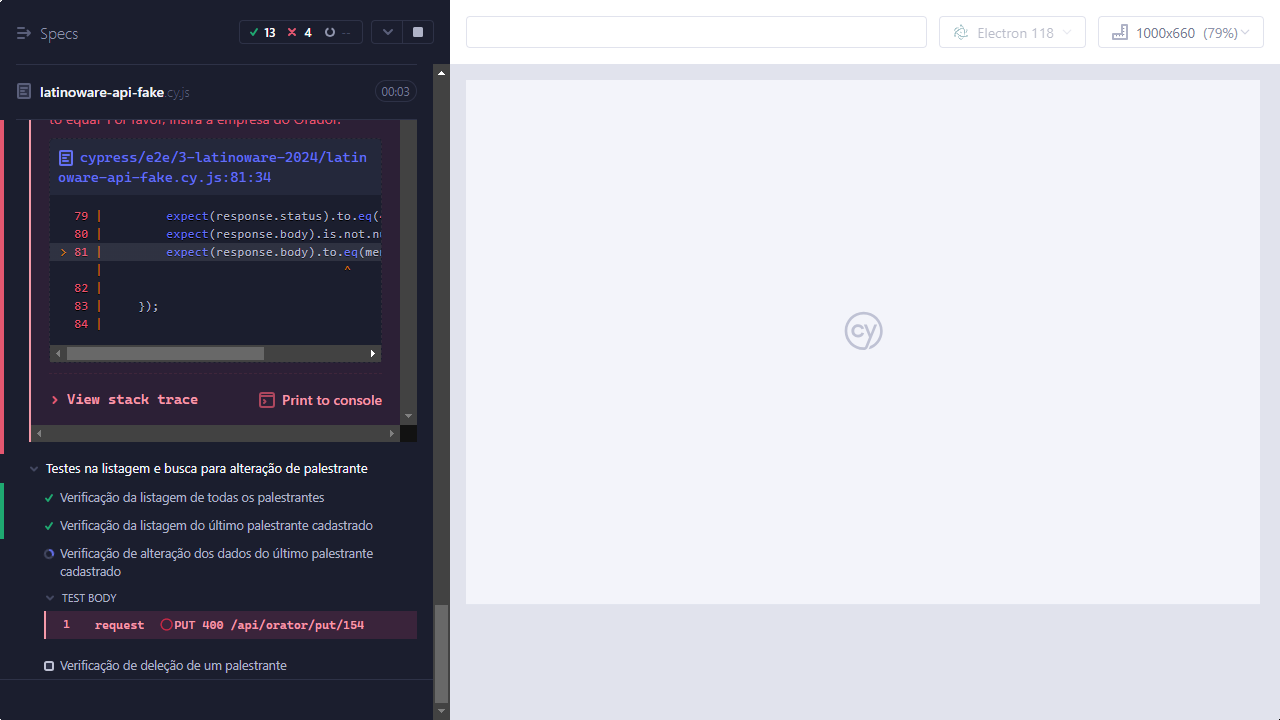 Specs
13
4
--
Electron 118
1000x660 (79%)
latinoware-api-fake.cy.js
00:03
to equal Por favor, insira a empresa do Orador.
cypress/e2e/3-latinoware-2024/latin
oware-api-fake.cy.js:81:34
79 | expect(response.status).to.eq(
80 | expect(response.body).is.not.nu
> 81 | expect(response.body).to.eq(men
| ^
82 |
83 | });
84 |
> View stack trace
Print to console
cy
Testes na listagem e busca para alteração de palestrante
Verificação da listagem de todas os palestrantes
Verificação da listagem do último palestrante cadastrado
Verificação de alteração dos dados do último palestrante
cadastrado
TEST BODY
1 request PUT 400 /api/orator/put/154
Verificação de deleção de um palestrante